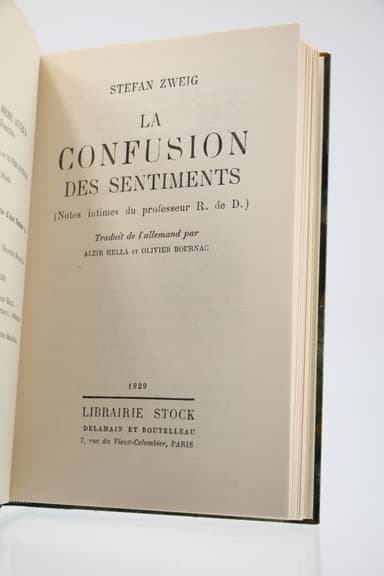 STEFAN ZWEIG
LA
CONFUSION
DES SENTIMENTS
(Notes intimes du professeur R. de D.)
Traduit de l'allemand par
ALZIR HELLA ET OLIVIER BOURNAC
1929
LIBRAIRIE STOCK
DELAMAIN ET BOUTELLEAU
7, rue du Vieux-Colombier, PARIS